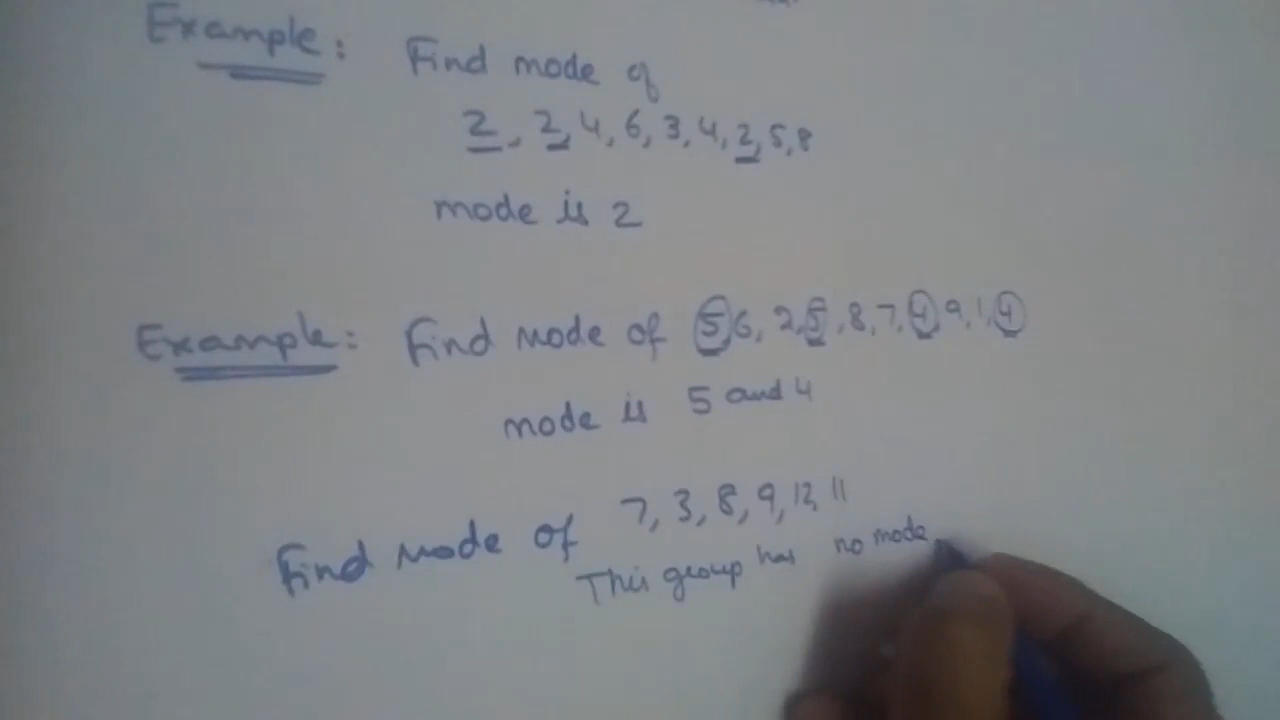 Example: Find mode of
2, 2, 4, 6, 3, 4, 2, 5, 8
mode is 2
Example: Find mode of 5 6, 2, 5, 8, 7, 4, 9, 1, 4
mode is 5 and 4
Find mode of 7, 3, 8, 9, 12, 11
This group has no mode.